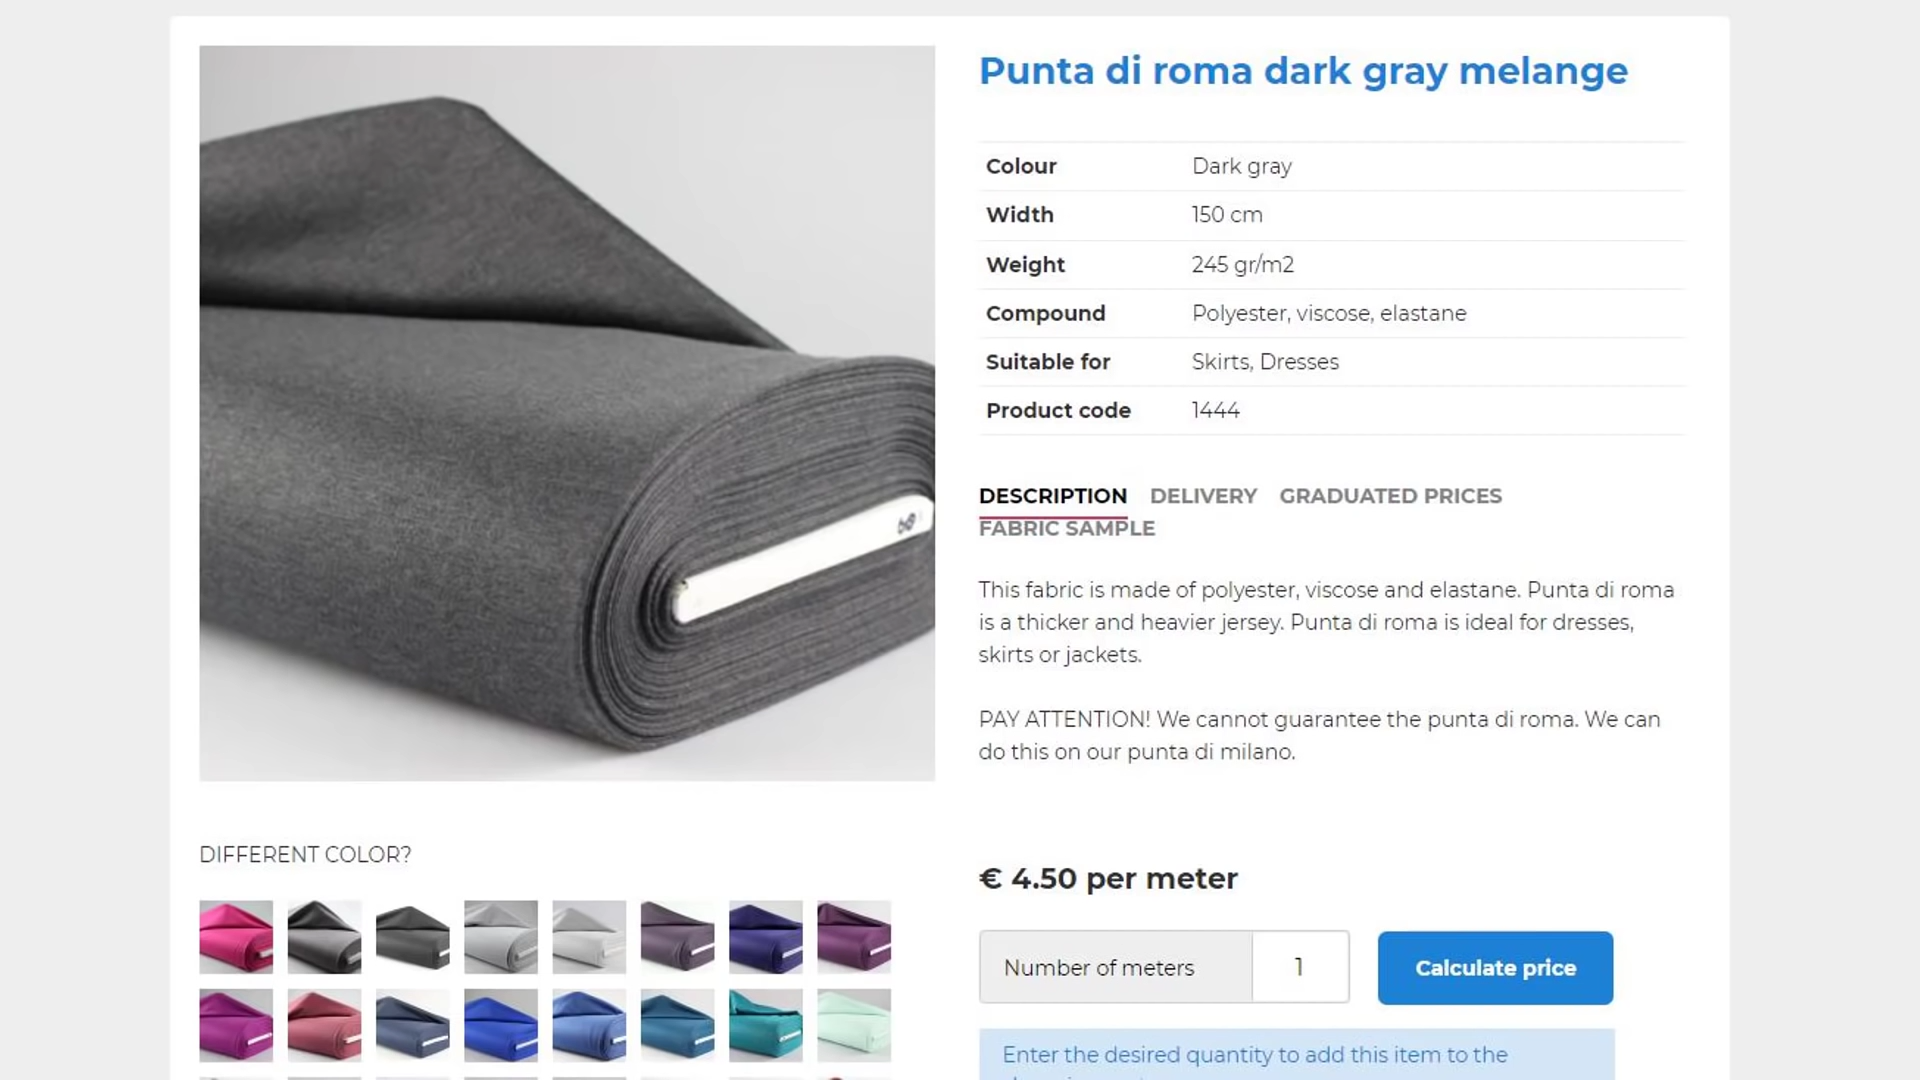 Punta di roma dark gray melange
Colour Dark gray
Width 150 cm
Weight 245 gr/m2
Compound Polyester, viscose, elastane
Suitable for Skirts, Dresses
Product code 1444
DESCRIPTION DELIVERY GRADUATED PRICES
FABRIC SAMPLE
This fabric is made of polyester, viscose and elastane. Punta di roma
is a thicker and heavier jersey. Punta di roma is ideal for dresses,
skirts or jackets.
PAY ATTENTION! We cannot guarantee the punta di roma. We can
do this on our punta di milano.
DIFFERENT COLOR?
€ 4.50 per meter
Number of meters 1
Calculate price
Enter the desired quantity to add this item to the